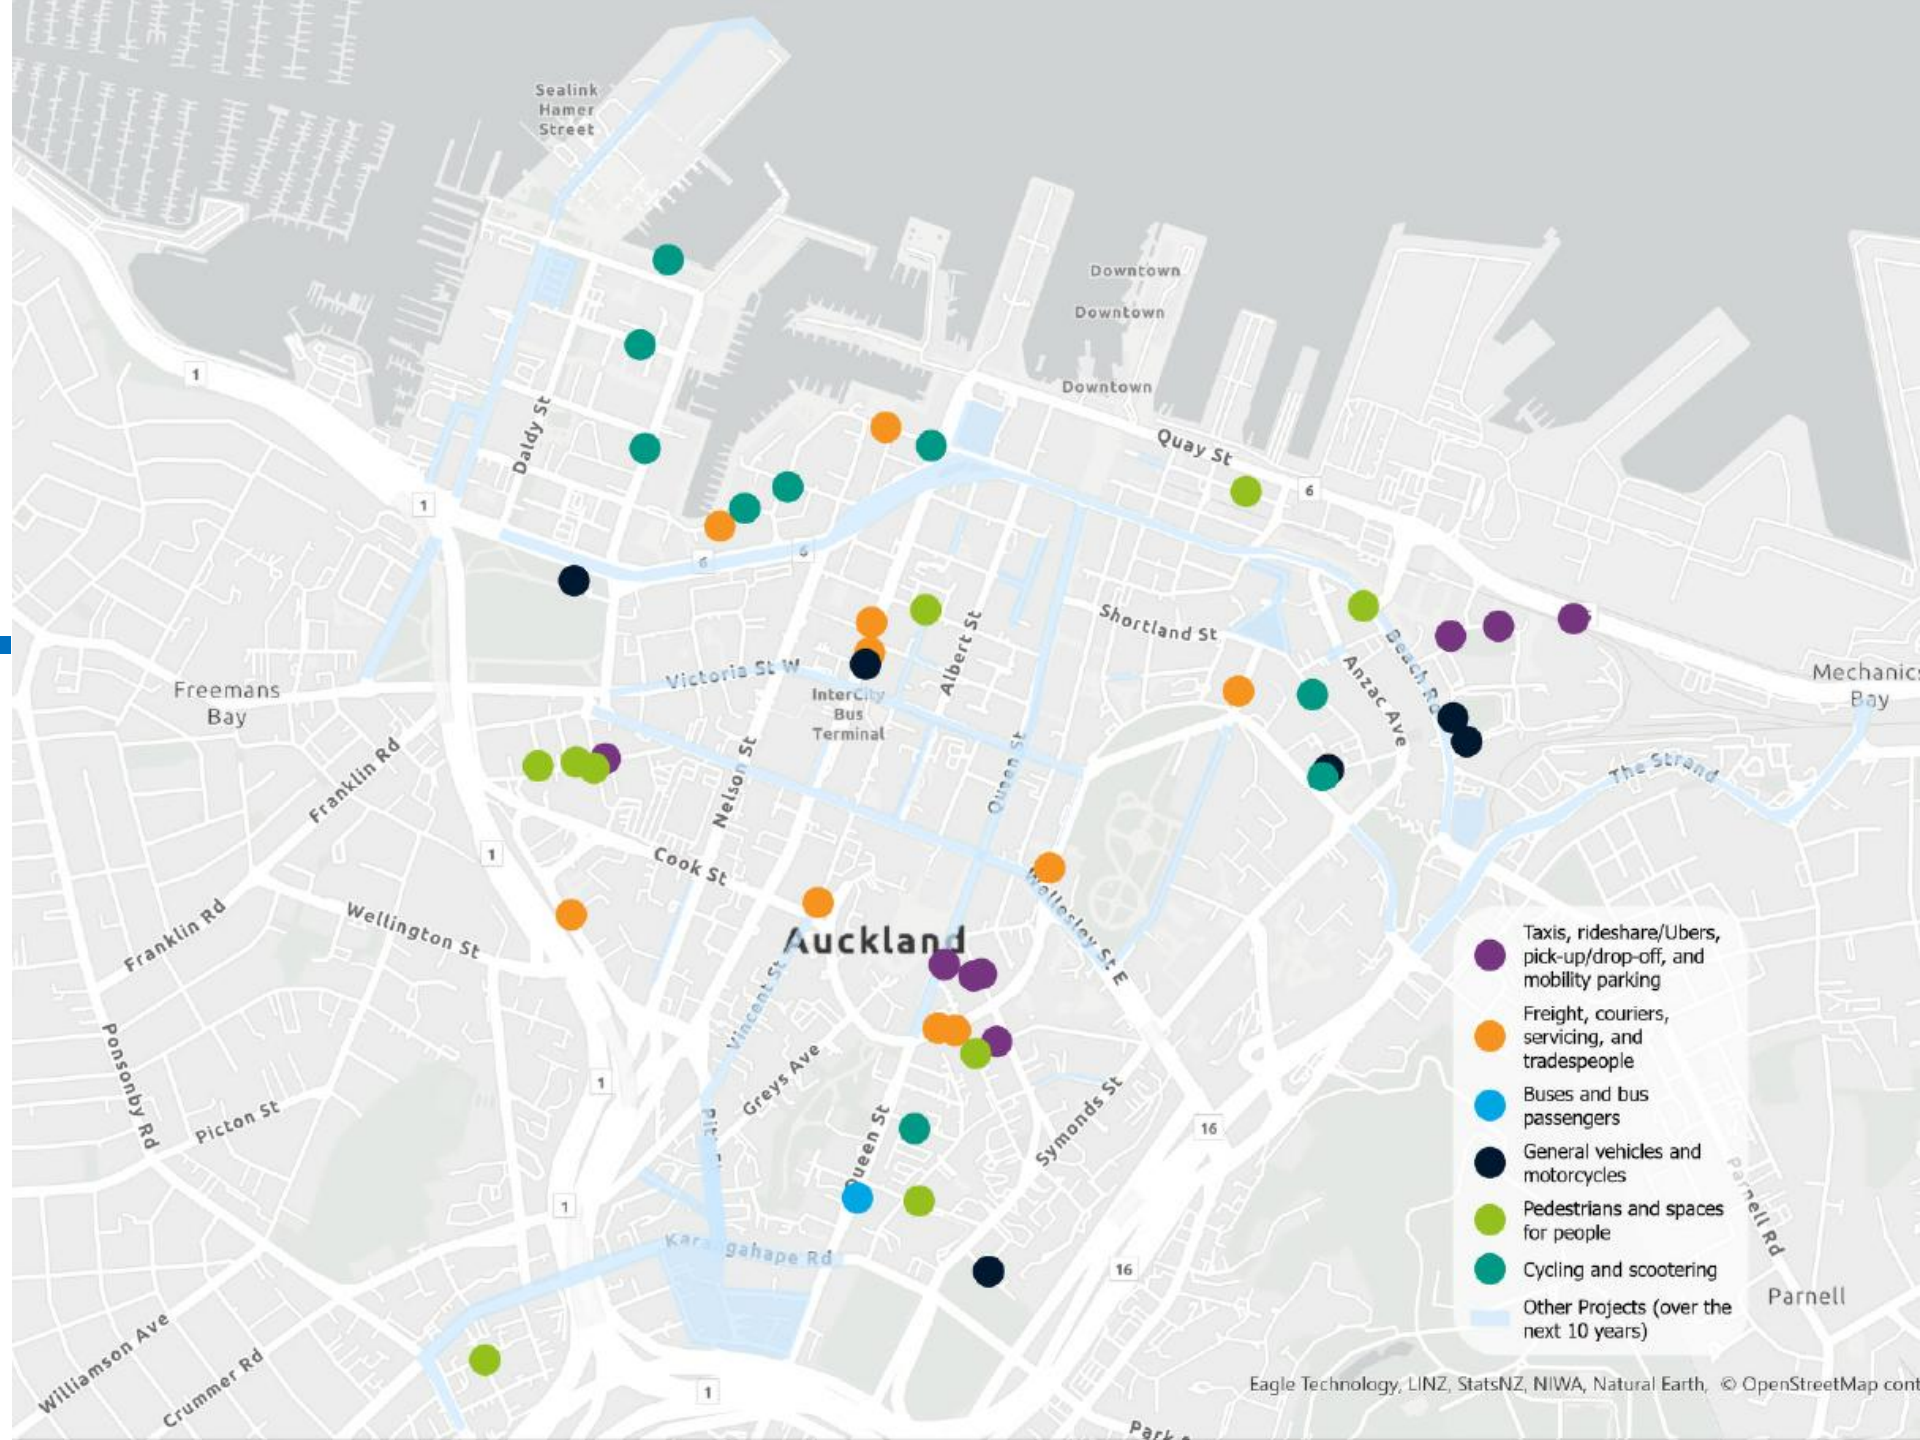 Sealink
Hamer
Street
Downtown
Downtown
Downtown
1
Daldy St
Quay St
6
1
6
6
Shortland St
Albert St
Beach Rd
Anzac Ave
Mechanics
Bay
Victoria St W
InterCity
Bus
Terminal
Freemans
Bay
Franklin Rd
Nelson St
Queen St
The Strand
1
Cook St
Franklin Rd
Wellington St
Auckland
Wellesley St E
Vincent St
Ponsonby Rd
Picton St
1
Greys Ave
Symonds St
Queen St
16
1
Karangahape Rd
16
Williamson Ave
Crummer Rd
1
Parnell Rd
Parnell
Taxis, rideshare/Ubers,
pick-up/drop-off, and
mobility parking
Freight, couriers,
servicing, and
tradespeople
Buses and bus
passengers
General vehicles and
motorcycles
Pedestrians and spaces
for people
Cycling and scootering
Other Projects (over the
next 10 years)
Eagle Technology, LINZ, StatsNZ, NIWA, Natural Earth, © OpenStreetMap cont
Park